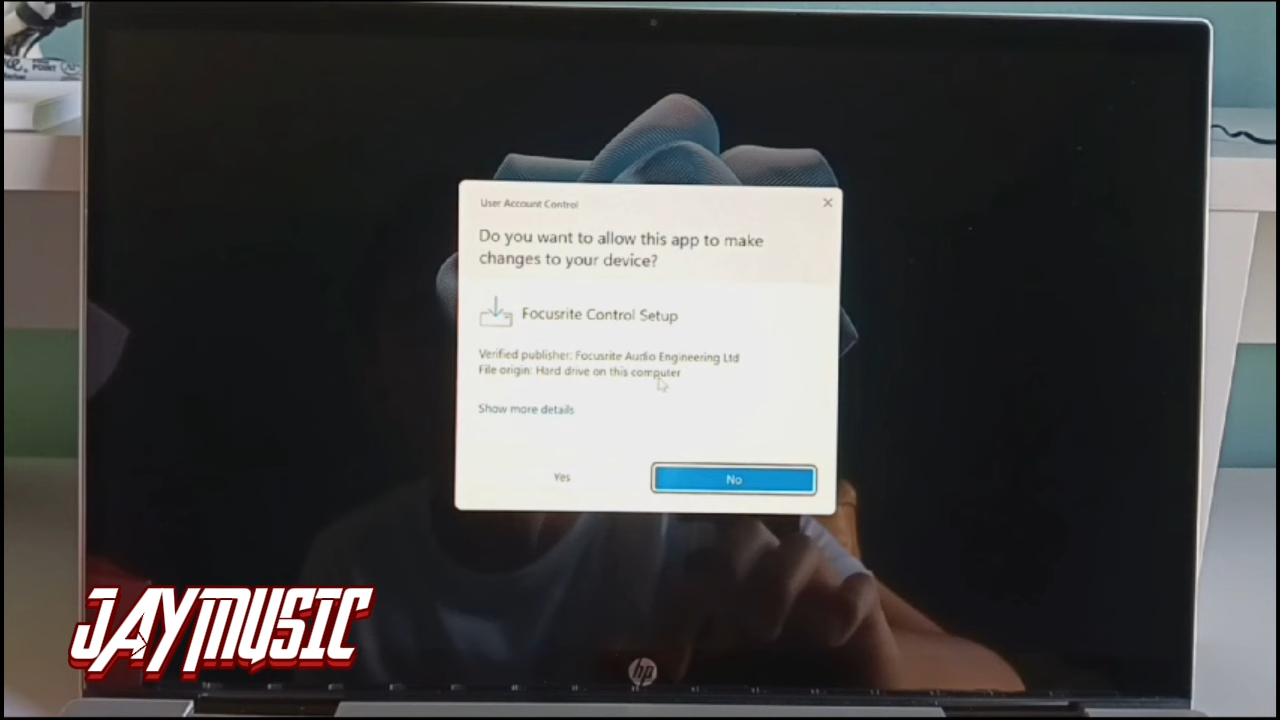 POINT
User Account Control
Do you want to allow this app to make
changes to your device?
Focusrite Control Setup
Verified publisher: Focusrite Audio Engineering Ltd
File origin: Hard drive on this computer
Show more details
Yes
No
JAYMUSIC
hp